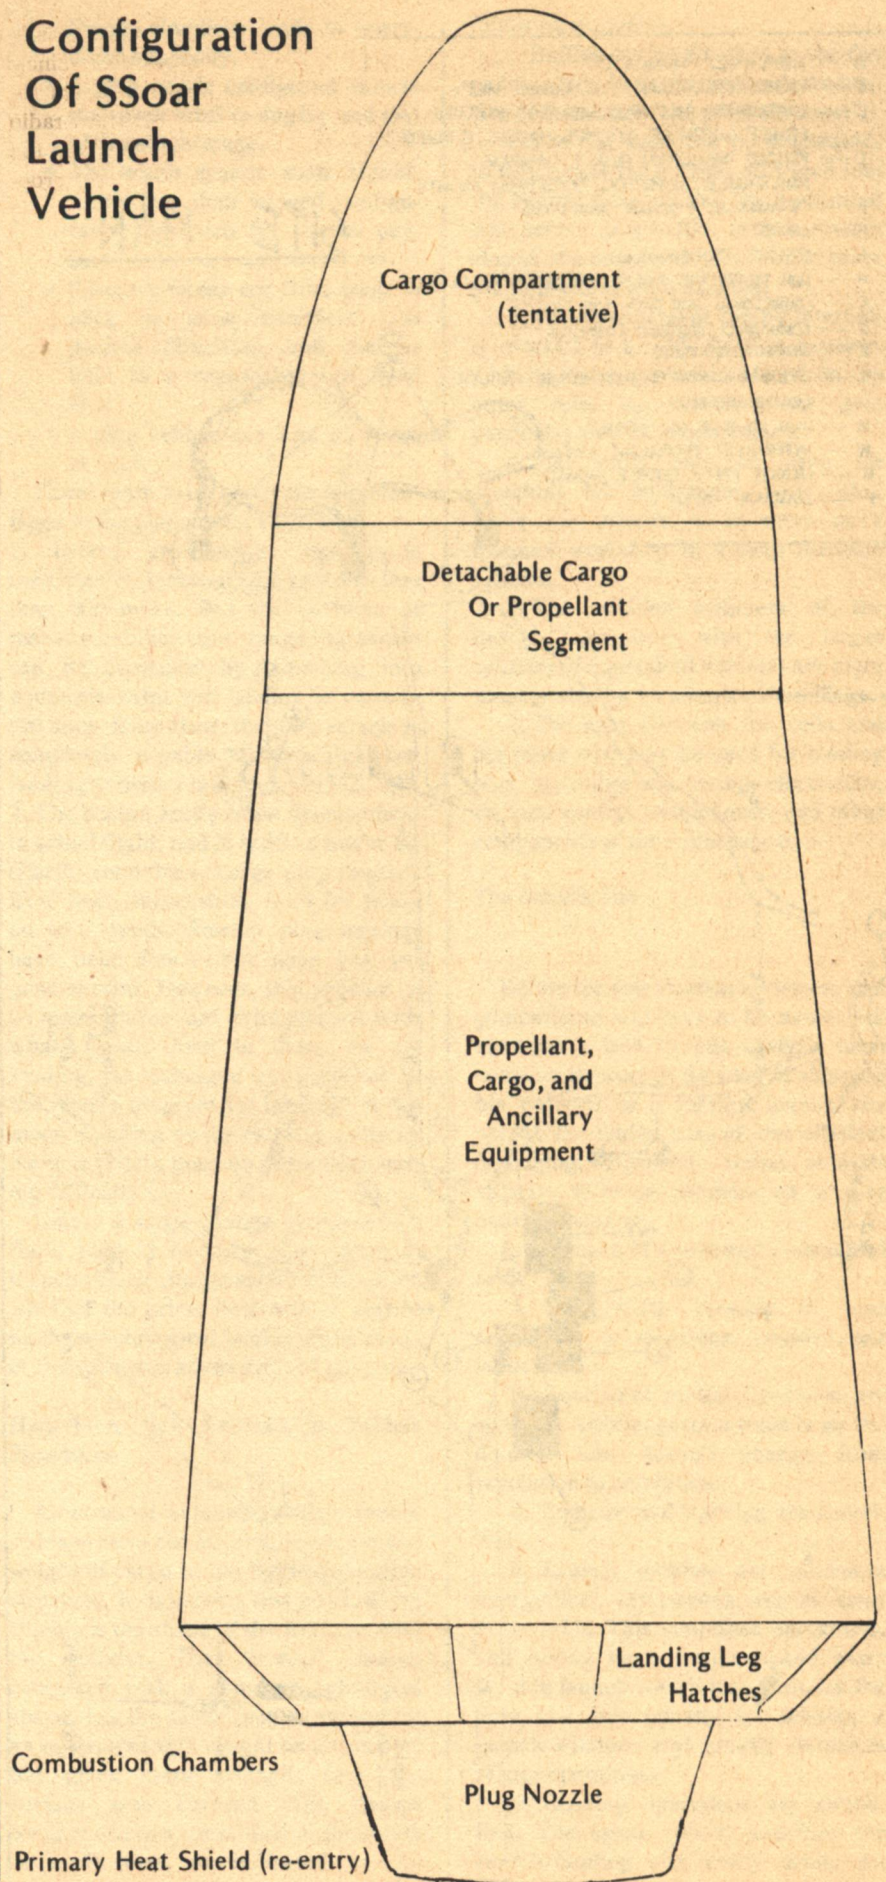 Configuration
Of SSoar
Launch
Vehicle
Cargo Compartment
(tentative)
Detachable Cargo
Or Propellant
Segment
Propellant,
Cargo, and
Ancillary
Equipment
Landing Leg
Hatches
Combustion Chambers
Plug Nozzle
Primary Heat Shield (re-entry)